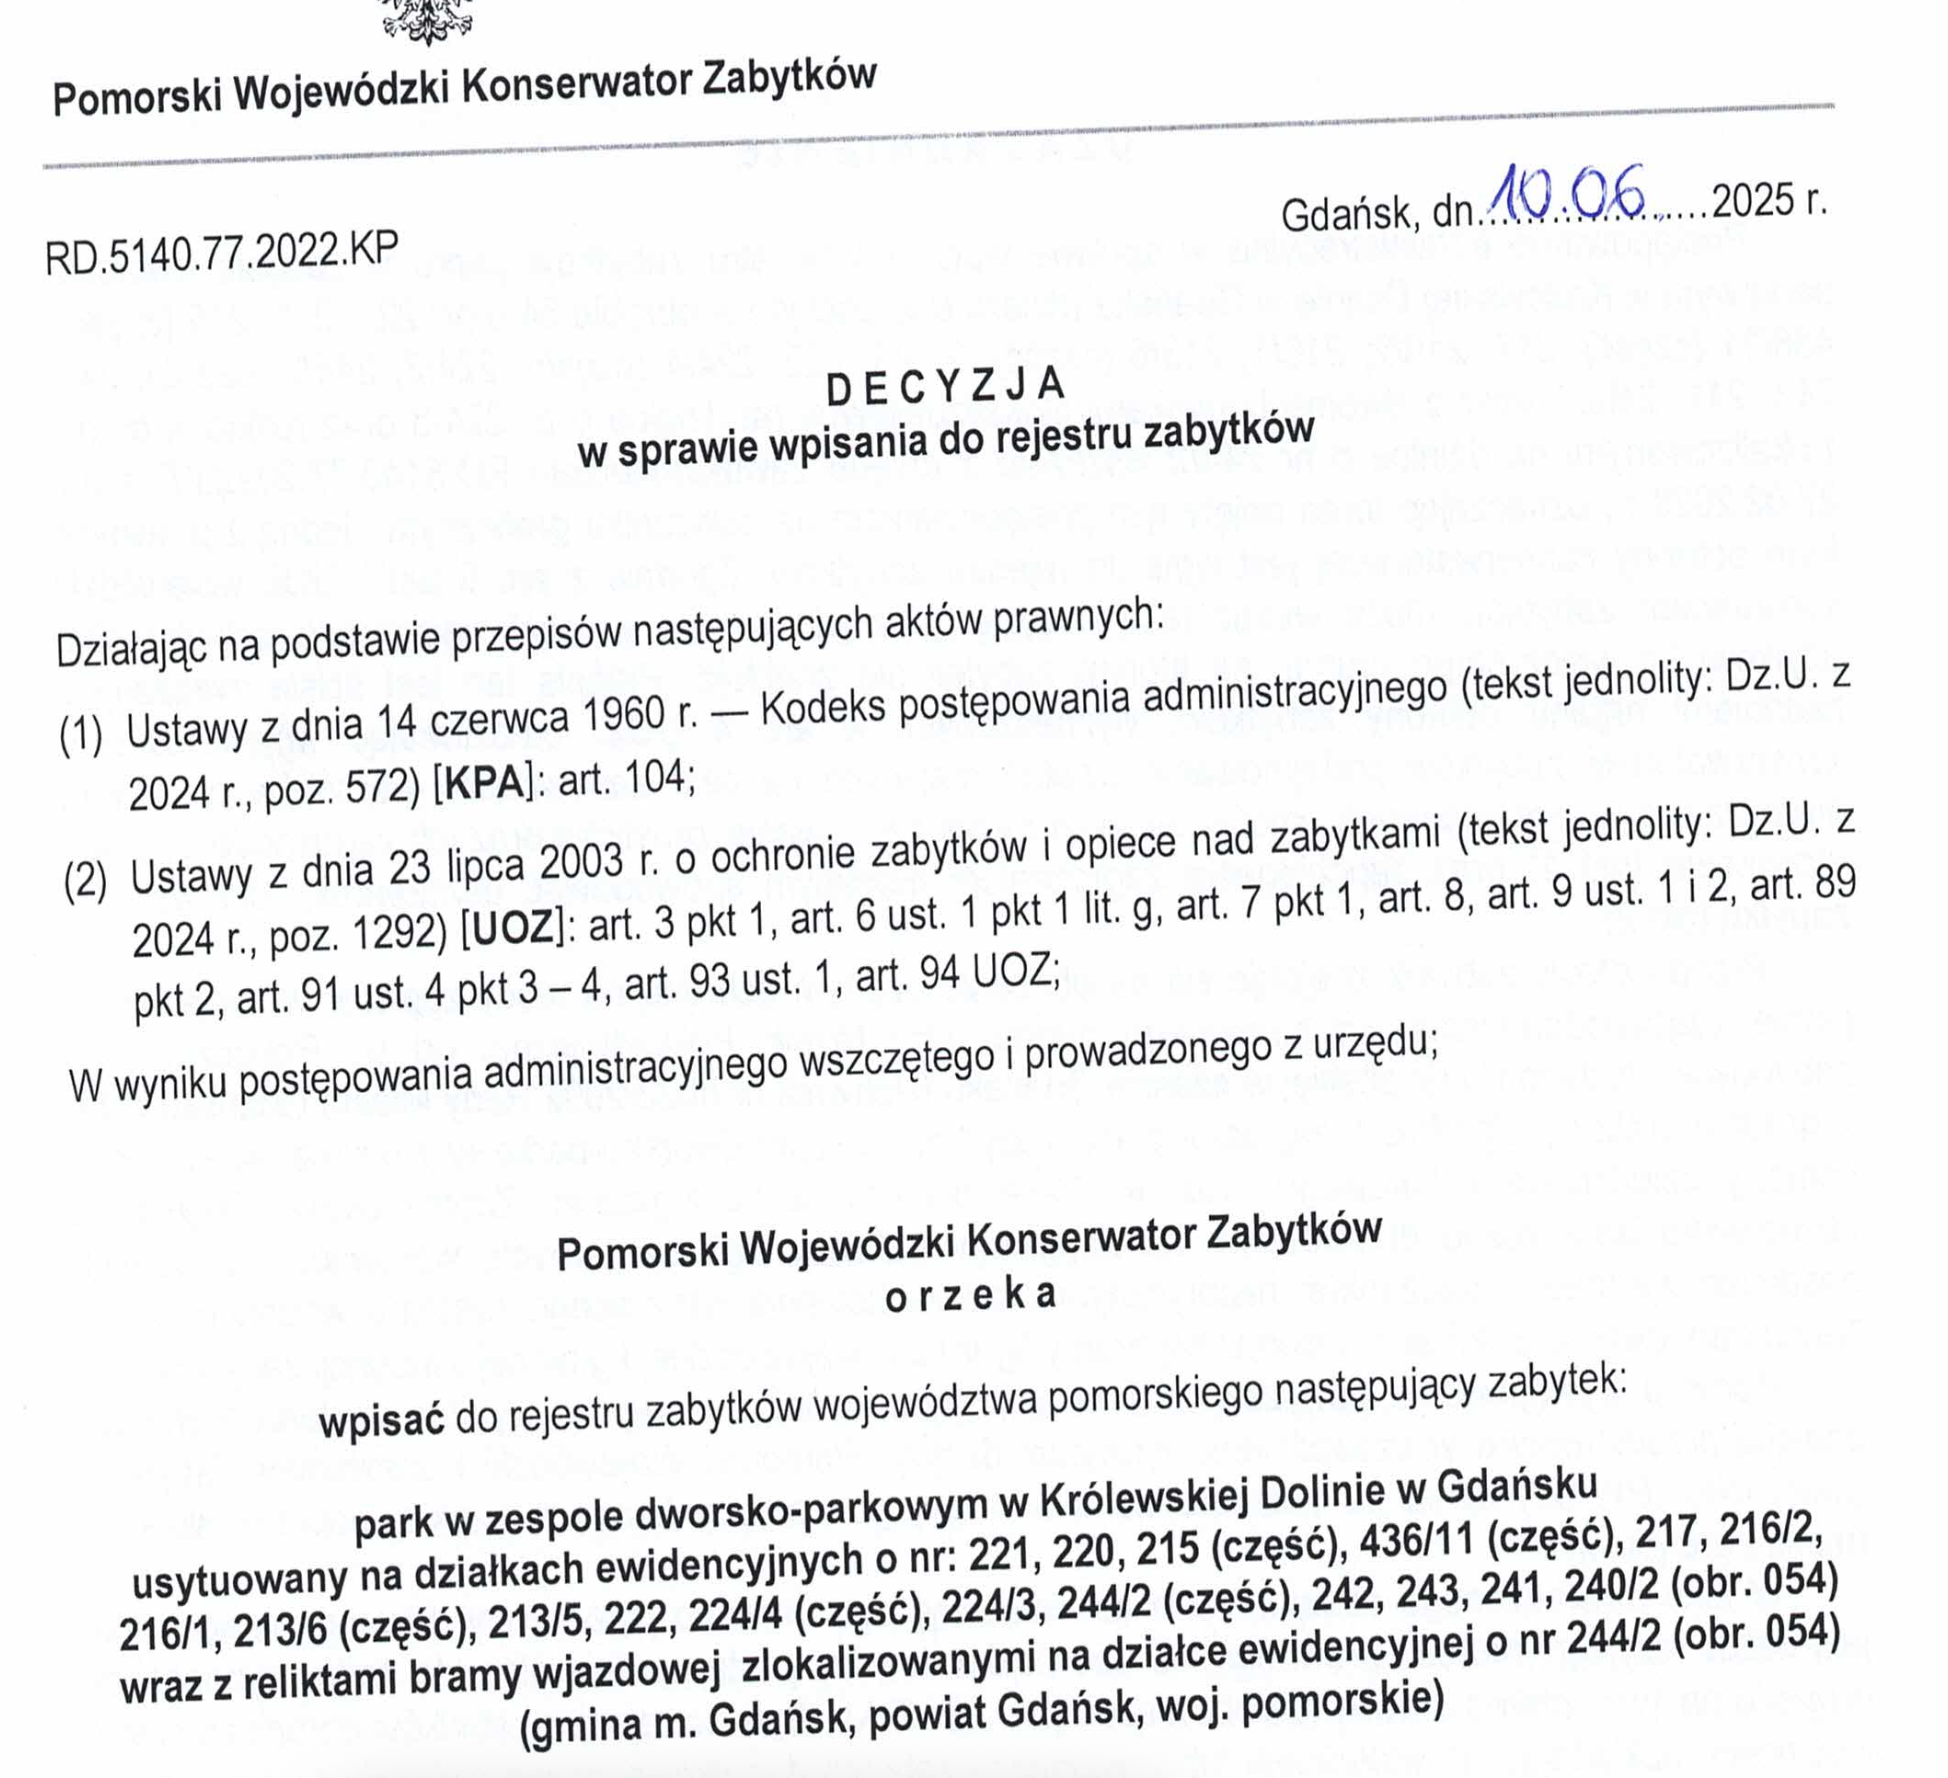 Pomorski Wojewódzki Konserwator Zabytków
Gdańsk, dn. 10.06 2025 r.
RD.5140.77.2022.KP
DECYZJA
w sprawie wpisania do rejestru zabytków
Działając na podstawie przepisów następujących aktów prawnych:
(1) Ustawy z dnia 14 czerwca 1960 r. — Kodeks postępowania administracyjnego (tekst jednolity: Dz.U. z
2024 r., poz. 572) [KPA]: art. 104;
(2) Ustawy z dnia 23 lipca 2003 r. o ochronie zabytków i opiece nad zabytkami (tekst jednolity: Dz.U. z
2024 r., poz. 1292) [UOZ]: art. 3 pkt 1, art. 6 ust. 1 pkt 1 lit. g, art. 7 pkt 1, art. 8, art. 9 ust. 1 i 2, art. 89
pkt 2, art. 91 ust. 4 pkt 3 – 4, art. 93 ust. 1, art. 94 UOZ;
W wyniku postępowania administracyjnego wszczętego i prowadzonego z urzędu;
Pomorski Wojewódzki Konserwator Zabytków
orzeka
wpisać do rejestru zabytków województwa pomorskiego następujący zabytek:
park w zespole dworsko-parkowym w Królewskiej Dolinie w Gdańsku
usytuowany na działkach ewidencyjnych o nr: 221, 220, 215 (część), 436/11 (część), 217, 216/2,
216/1, 213/6 (część), 213/5, 222, 224/4 (część), 224/3, 244/2 (część), 242, 243, 241, 240/2 (obr. 054)
wraz z reliktami bramy wjazdowej zlokalizowanymi na działce ewidencyjnej o nr 244/2 (obr. 054)
(gmina m. Gdańsk, powiat Gdańsk, woj. pomorskie)